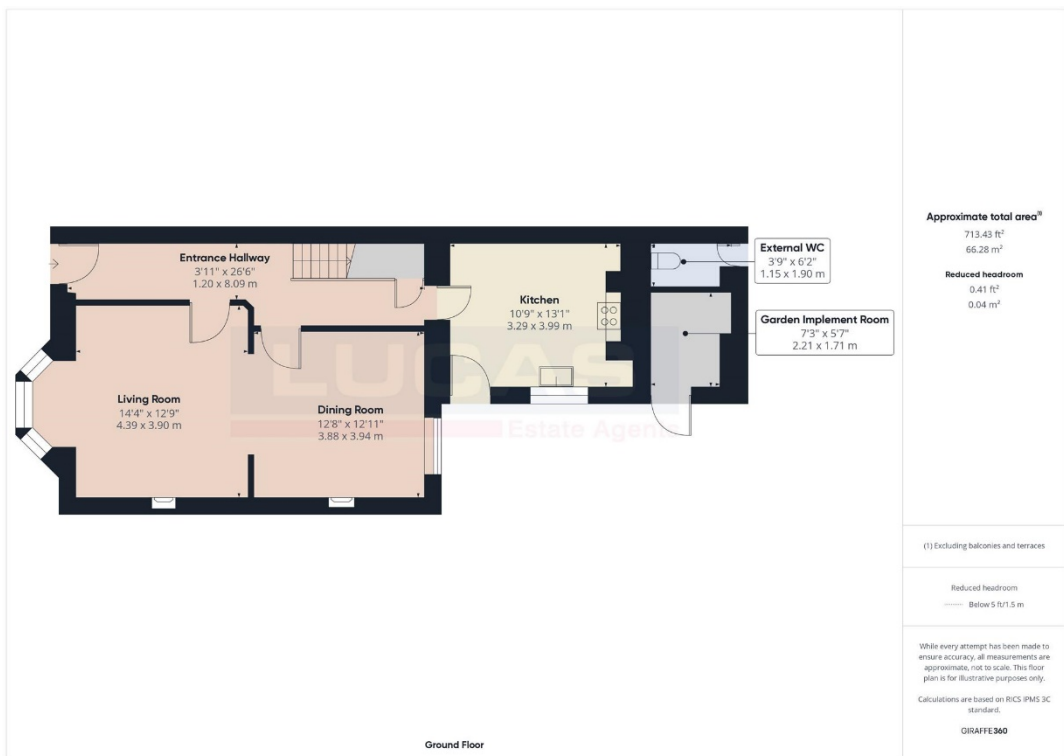 Entrance Hallway
3'11" x 26'6"
1.20 x 8.09 m
External WC
3'9" x 6'2"
1.15 x 1.90 m
Kitchen
10'9" x 13'1"
3.29 x 3.99 m
Garden Implement Room
7'3" x 5'7"
2.21 x 1.71 m
Living Room
14'4" x 12'9"
4.39 x 3.90 m
Dining Room
12'8" x 12'11"
3.88 x 3.94 m
LUCAS
Estate Agents
Ground Floor
Approximate total area⁽¹⁾
713.43 ft²
66.28 m²
Reduced headroom
0.41 ft²
0.04 m²
(1) Excluding balconies and terraces
Reduced headroom
Below 5 ft/1.5 m
While every attempt has been made to
ensure accuracy, all measurements are
approximate, not to scale. This floor
plan is for illustrative purposes only.
Calculations are based on RICS IPMS 3C
standard.
GIRAFFE360